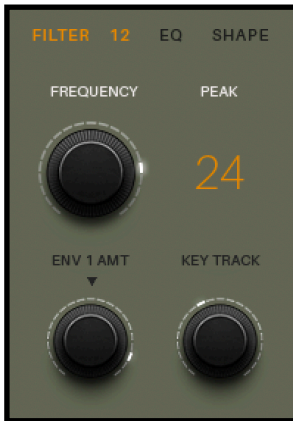 FILTER 12 EQ SHAPE
FREQUENCY PEAK
24
ENV 1 AMT KEY TRACK